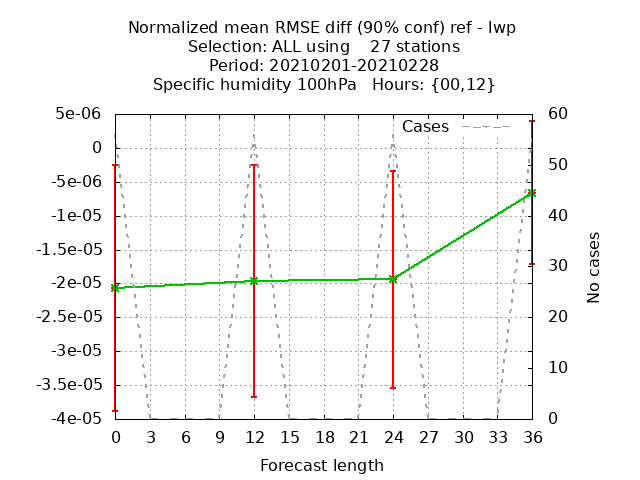 Normalized mean RMSE diff (90% conf) ref - lwp
Selection: ALL using    27 stations
Period: 20210201-20210228
Specific humidity 100hPa   Hours: {00,12}
5e-06
0
-5e-06
-1e-05
-1.5e-05
-2e-05
-2.5e-05
-3e-05
-3.5e-05
-4e-05
Cases
60
50
40
30
20
10
0
No cases
0 3 6 9 12 15 18 21 24 27 30 33 36
Forecast length